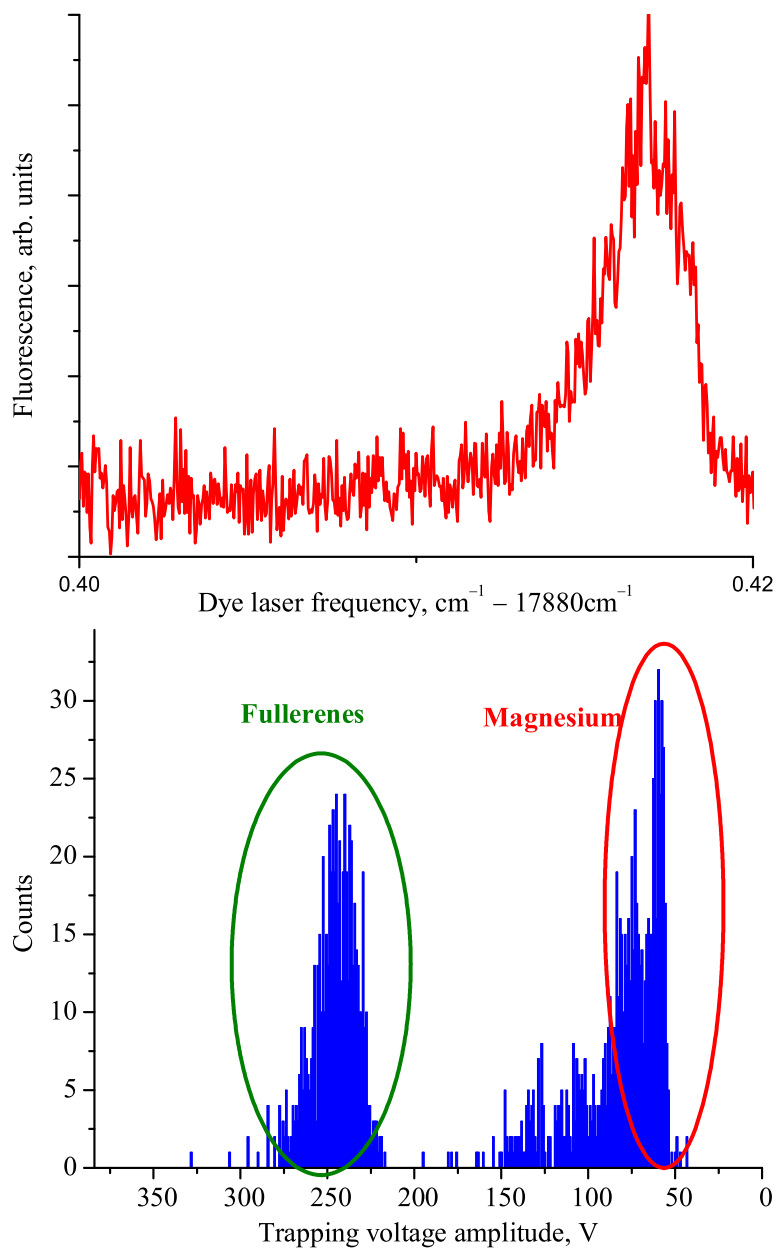 Fluorescence, arb. units
0.40
0.42
Dye laser frequency, cm⁻¹ – 17880cm⁻¹
Fullerenes
Magnesium
Counts
30
25
20
15
10
5
0
350
300
250
200
150
100
50
0
Trapping voltage amplitude, V